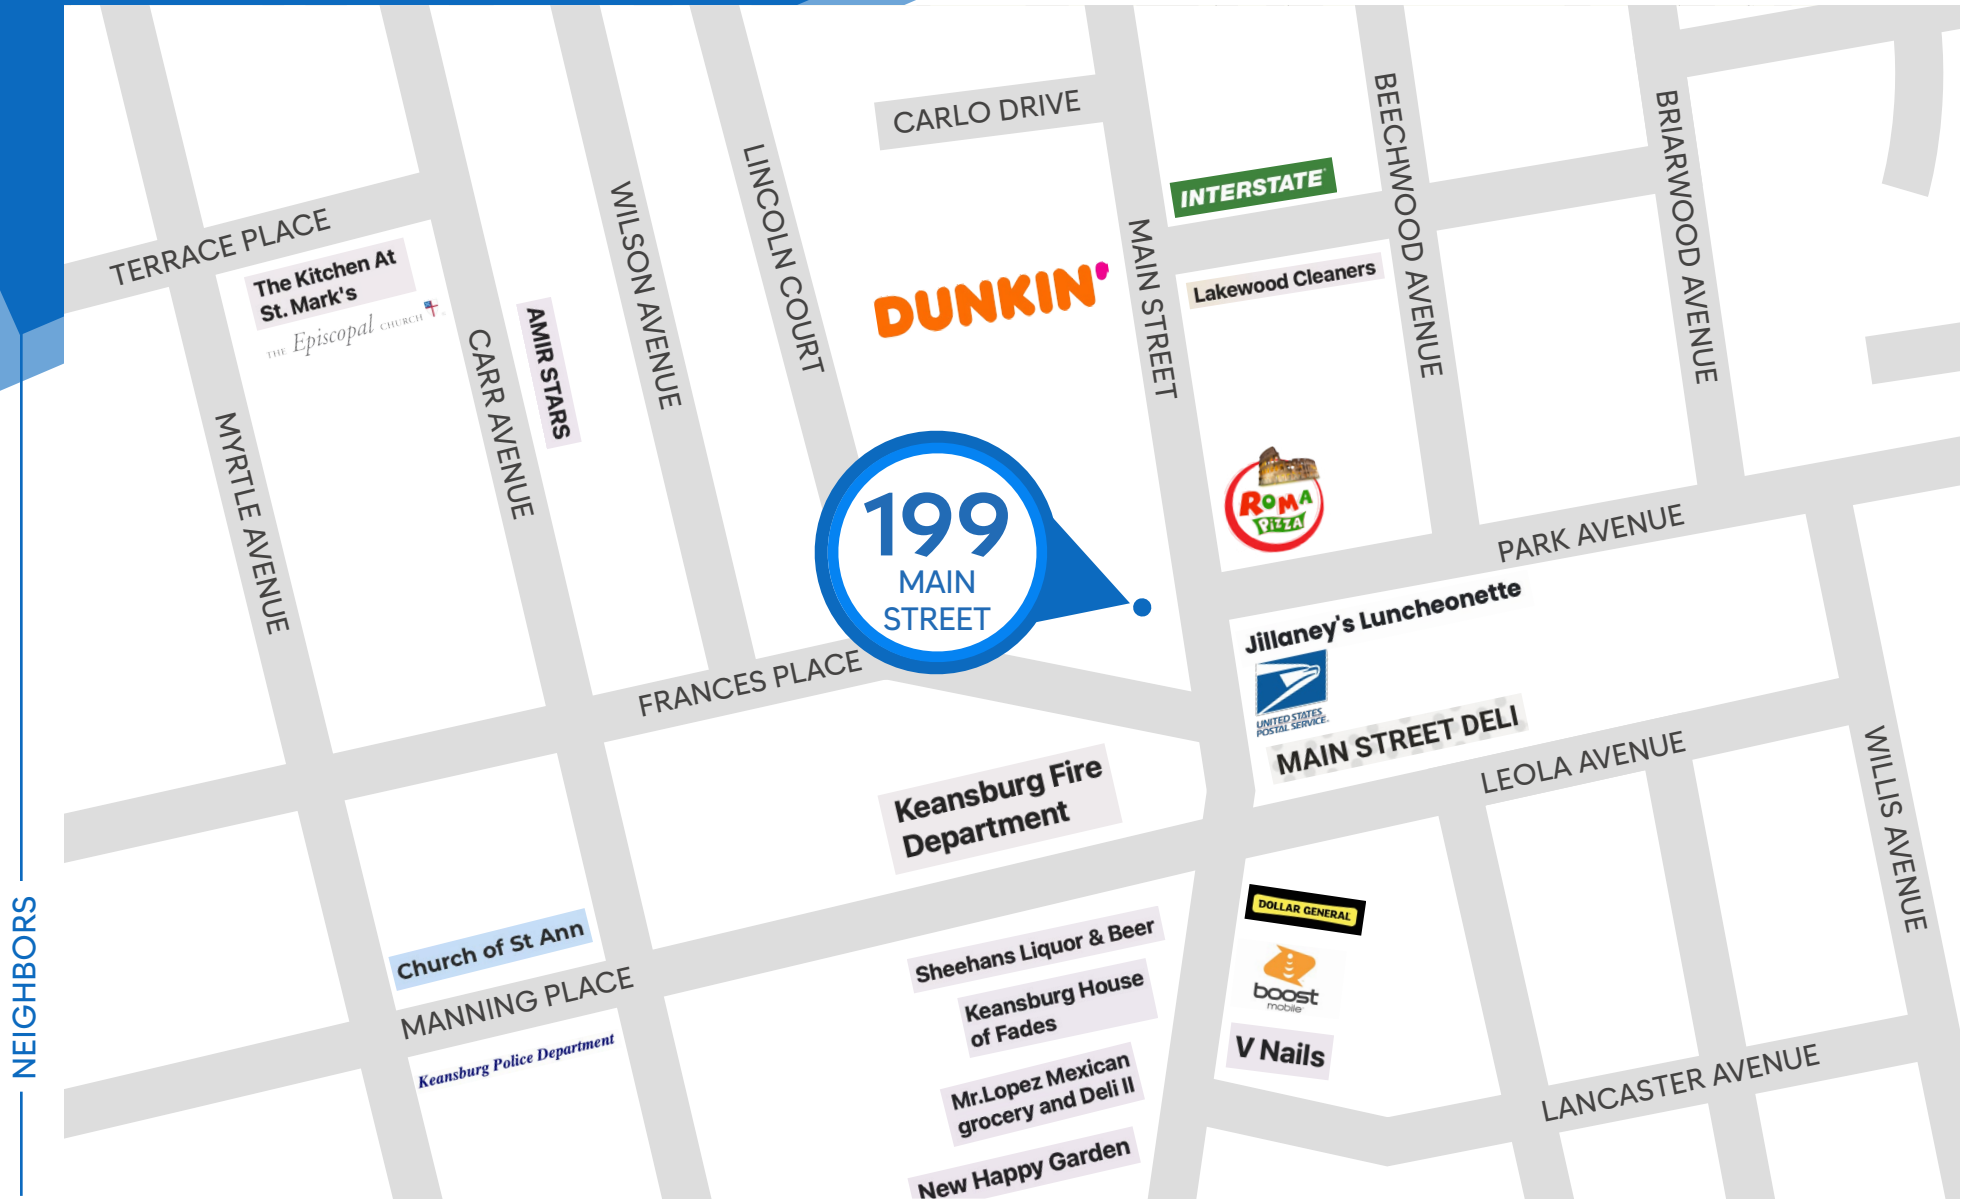 CARLO DRIVE
BEECHWOOD AVENUE
BRIARWOOD AVENUE
LINCOLN COURT
INTERSTATE
WILSON AVENUE
TERRACE PLACE
MAIN STREET
The Kitchen At
St. Mark's
THE Episcopal CHURCH
DUNKIN'
Lakewood Cleaners
AMIR STARS
CARR AVENUE
MYRTLE AVENUE
ROMA
PIZZA
199
MAIN
STREET
PARK AVENUE
Jillaney's Luncheonette
FRANCES PLACE
UNITED STATES
POSTAL SERVICE
MAIN STREET DELI
LEOLA AVENUE
WILLIS AVENUE
Keansburg Fire
Department
NEIGHBORS
DOLLAR GENERAL
Church of St Ann
Sheehans Liquor & Beer
MANNING PLACE
boost
mobile
Keansburg House
of Fades
Keansburg Police Department
V Nails
Mr.Lopez Mexican
grocery and Deli II
LANCASTER AVENUE
New Happy Garden